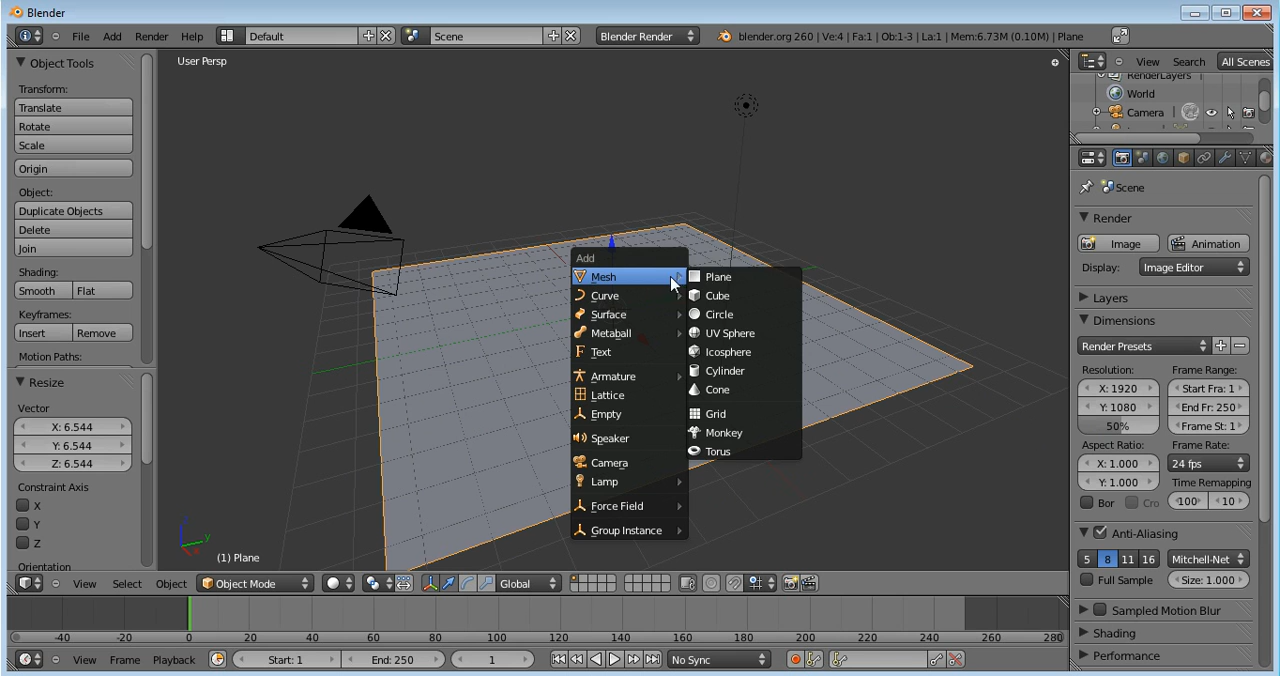 Blender
File Add Render Help Default Scene Blender Render blender.org 260 | Ve:4 | Fa:1 | Ob:1-3 | La:1 | Mem:6.73M (0.10M) | Plane
Object Tools
Transform:
Translate
Rotate
Scale
Origin
Object:
Duplicate Objects
Delete
Join
Shading:
Smooth Flat
Keyframes:
Insert Remove
Motion Paths:
Resize
Vector
X: 6.544
Y: 6.544
Z: 6.544
Constraint Axis
X
Y
Z
Orientation
User Persp
Add
Mesh
Curve
Surface
Metaball
Text
Armature
Lattice
Empty
Speaker
Camera
Lamp
Force Field
Group Instance
Plane
Cube
Circle
UV Sphere
Icosphere
Cylinder
Cone
Grid
Monkey
Torus
z
y
x
(1) Plane
View Select Object Object Mode Global
-40 -20 0 20 40 60 80 100 120 140 160 180 200 220 240 260 280
View Frame Playback Start: 1 End: 250 1 No Sync
View Search All Scenes
RenderLayers
World
Camera
Scene
Render
Image Animation
Display: Image Editor
Layers
Dimensions
Render Presets
Resolution: Frame Range:
X: 1920 Start Fra: 1
Y: 1080 End Fr: 250
50% Frame St: 1
Aspect Ratio: Frame Rate:
X: 1.000 24 fps
Y: 1.000 Time Remapping
Bor Cro 100 10
Anti-Aliasing
5 8 11 16 Mitchell-Net
Full Sample Size: 1.000
Sampled Motion Blur
Shading
Performance